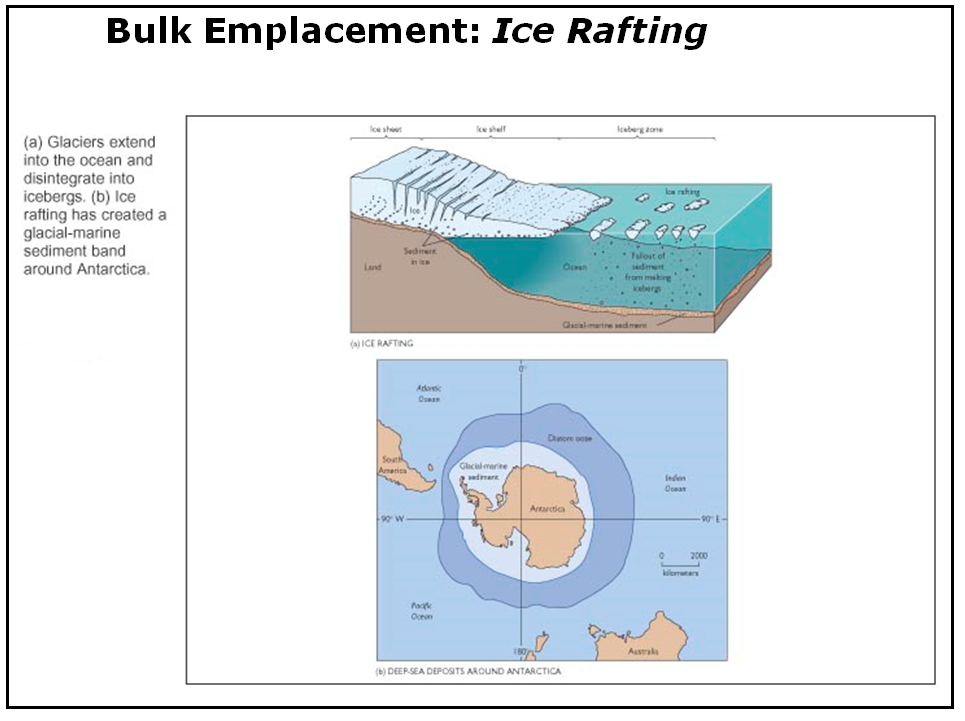 Bulk Emplacement: Ice Rafting
(a) Glaciers extend
into the ocean and
disintegrate into
icebergs. (b) Ice
rafting has created a
glacial-marine
sediment band
around Antarctica.
Ice sheet
Ice shelf
Iceberg zone
Ice rafting
Ice
Sediment
in ice
Land
Ocean
Fallout of
sediment
from melting
icebergs
Glacial-marine sediment
(a) ICE RAFTING
0°
Atlantic
Ocean
Diatom ooze
South
America
Glacial-marine
sediment
Indian
Ocean
Antarctica
90° W
90° E
0 2000
kilometers
Pacific
Ocean
180°
Australia
(b) DEEP-SEA DEPOSITS AROUND ANTARCTICA